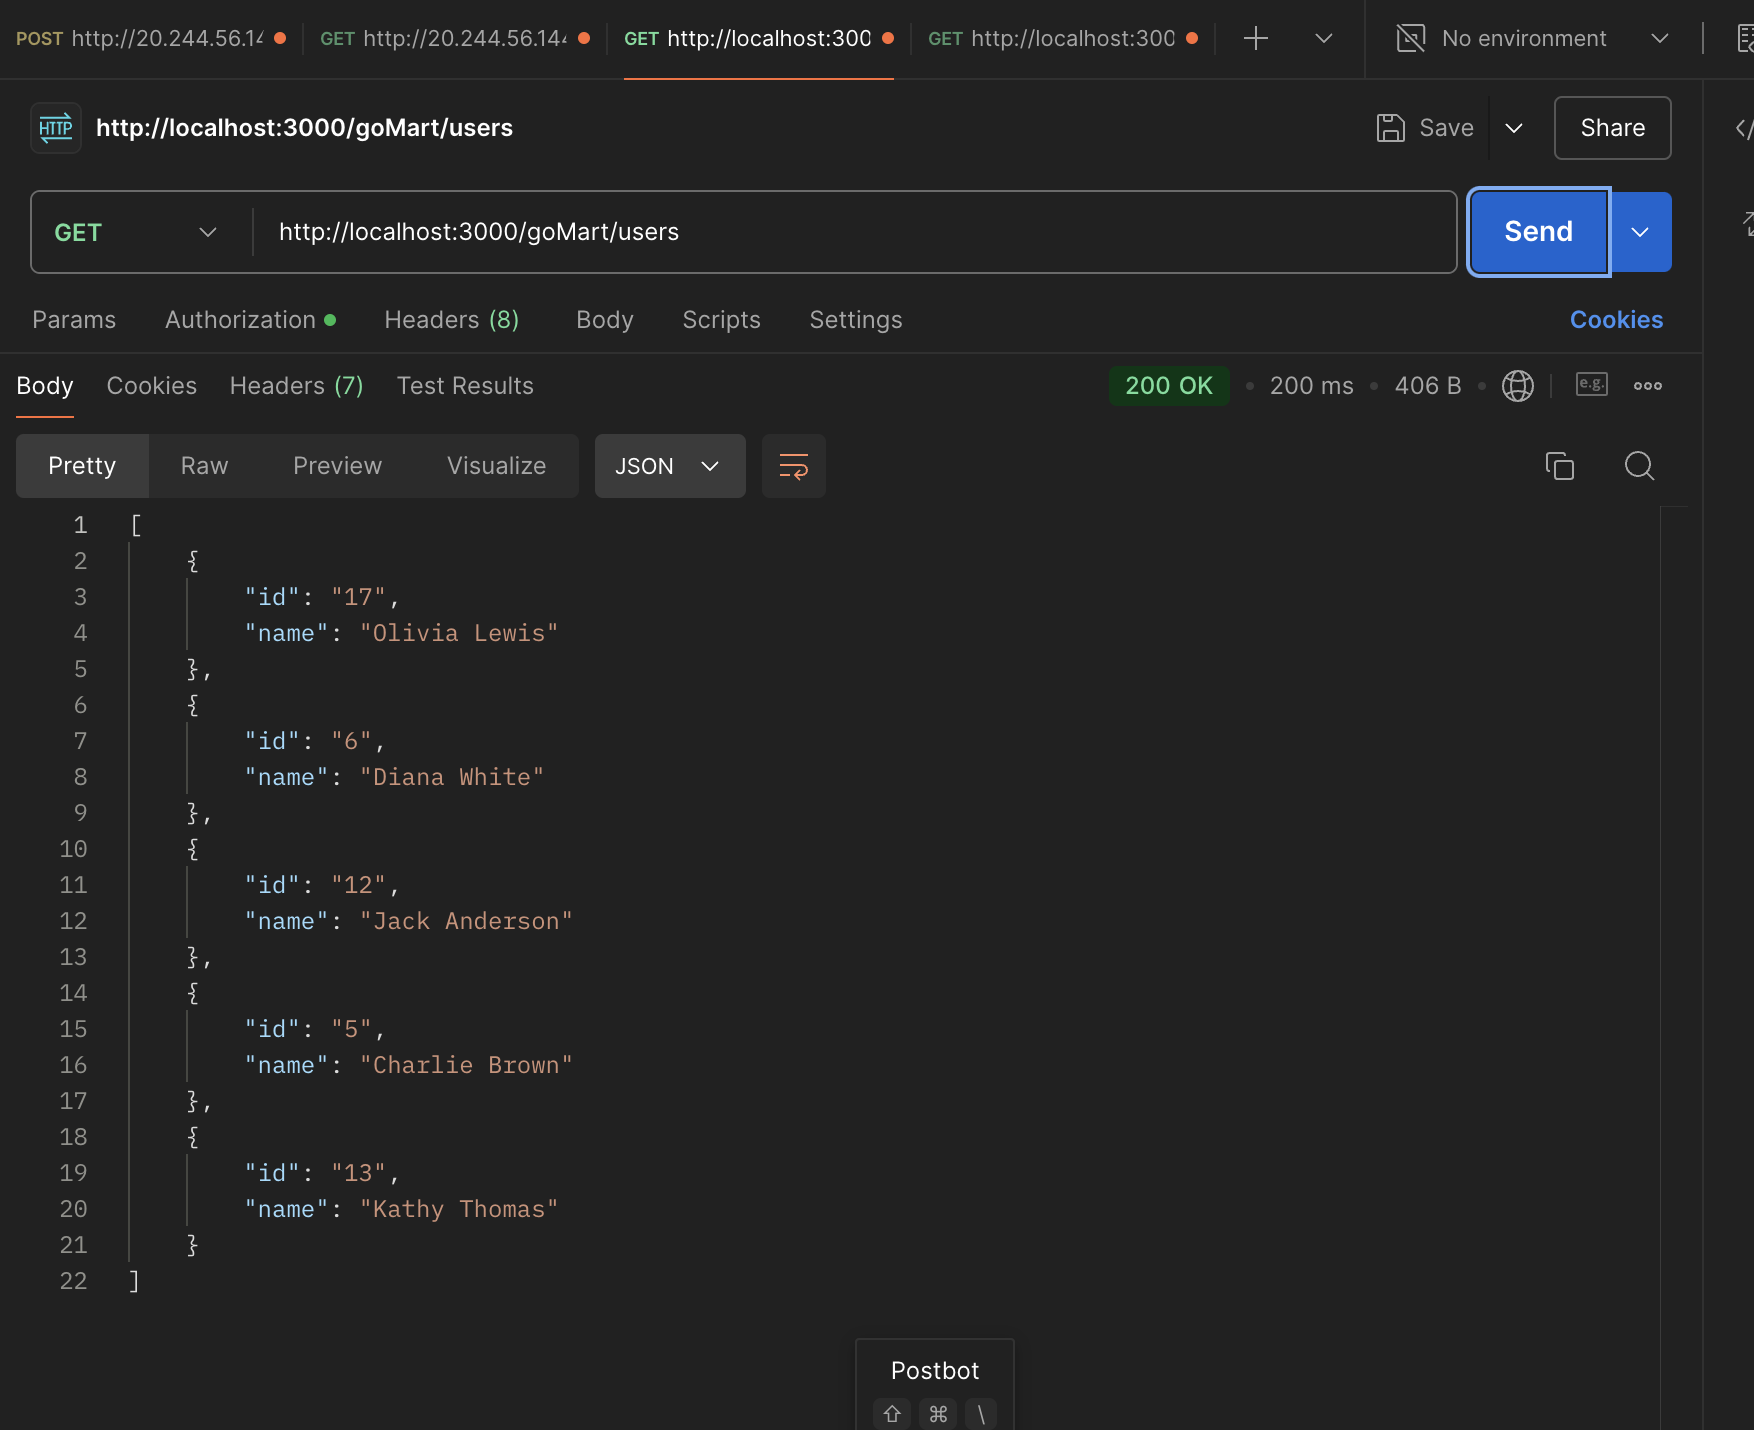 POST http://20.244.56.14 GET http://20.244.56.144 GET http://localhost:300 GET http://localhost:300 No environment
HTTP http://localhost:3000/goMart/users Save Share
GET http://localhost:3000/goMart/users Send
Params Authorization Headers (8) Body Scripts Settings Cookies
Body Cookies Headers (7) Test Results 200 OK 200 ms 406 B e.g.
Pretty Raw Preview Visualize JSON
1 [
2 {
3 "id": "17",
4 "name": "Olivia Lewis"
5 },
6 {
7 "id": "6",
8 "name": "Diana White"
9 },
10 {
11 "id": "12",
12 "name": "Jack Anderson"
13 },
14 {
15 "id": "5",
16 "name": "Charlie Brown"
17 },
18 {
19 "id": "13",
20 "name": "Kathy Thomas"
21 }
22 ]
Postbot
⇧ ⌘ \